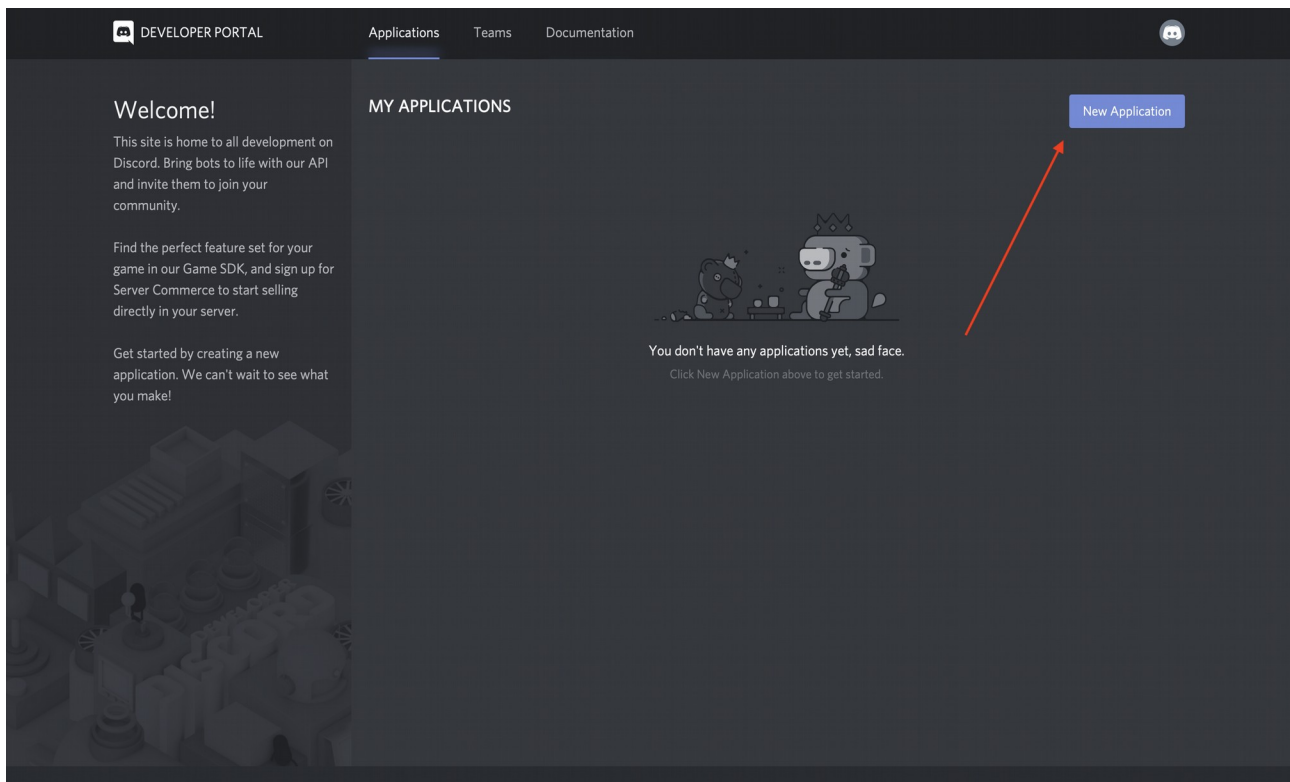 DEVELOPER PORTAL
Applications
Teams
Documentation
Welcome!
This site is home to all development on
Discord. Bring bots to life with our API
and invite them to join your
community.
Find the perfect feature set for your
game in our Game SDK, and sign up for
Server Commerce to start selling
directly in your server.
Get started by creating a new
application. We can't wait to see what
you make!
MY APPLICATIONS
New Application
You don't have any applications yet, sad face.
Click New Application above to get started.